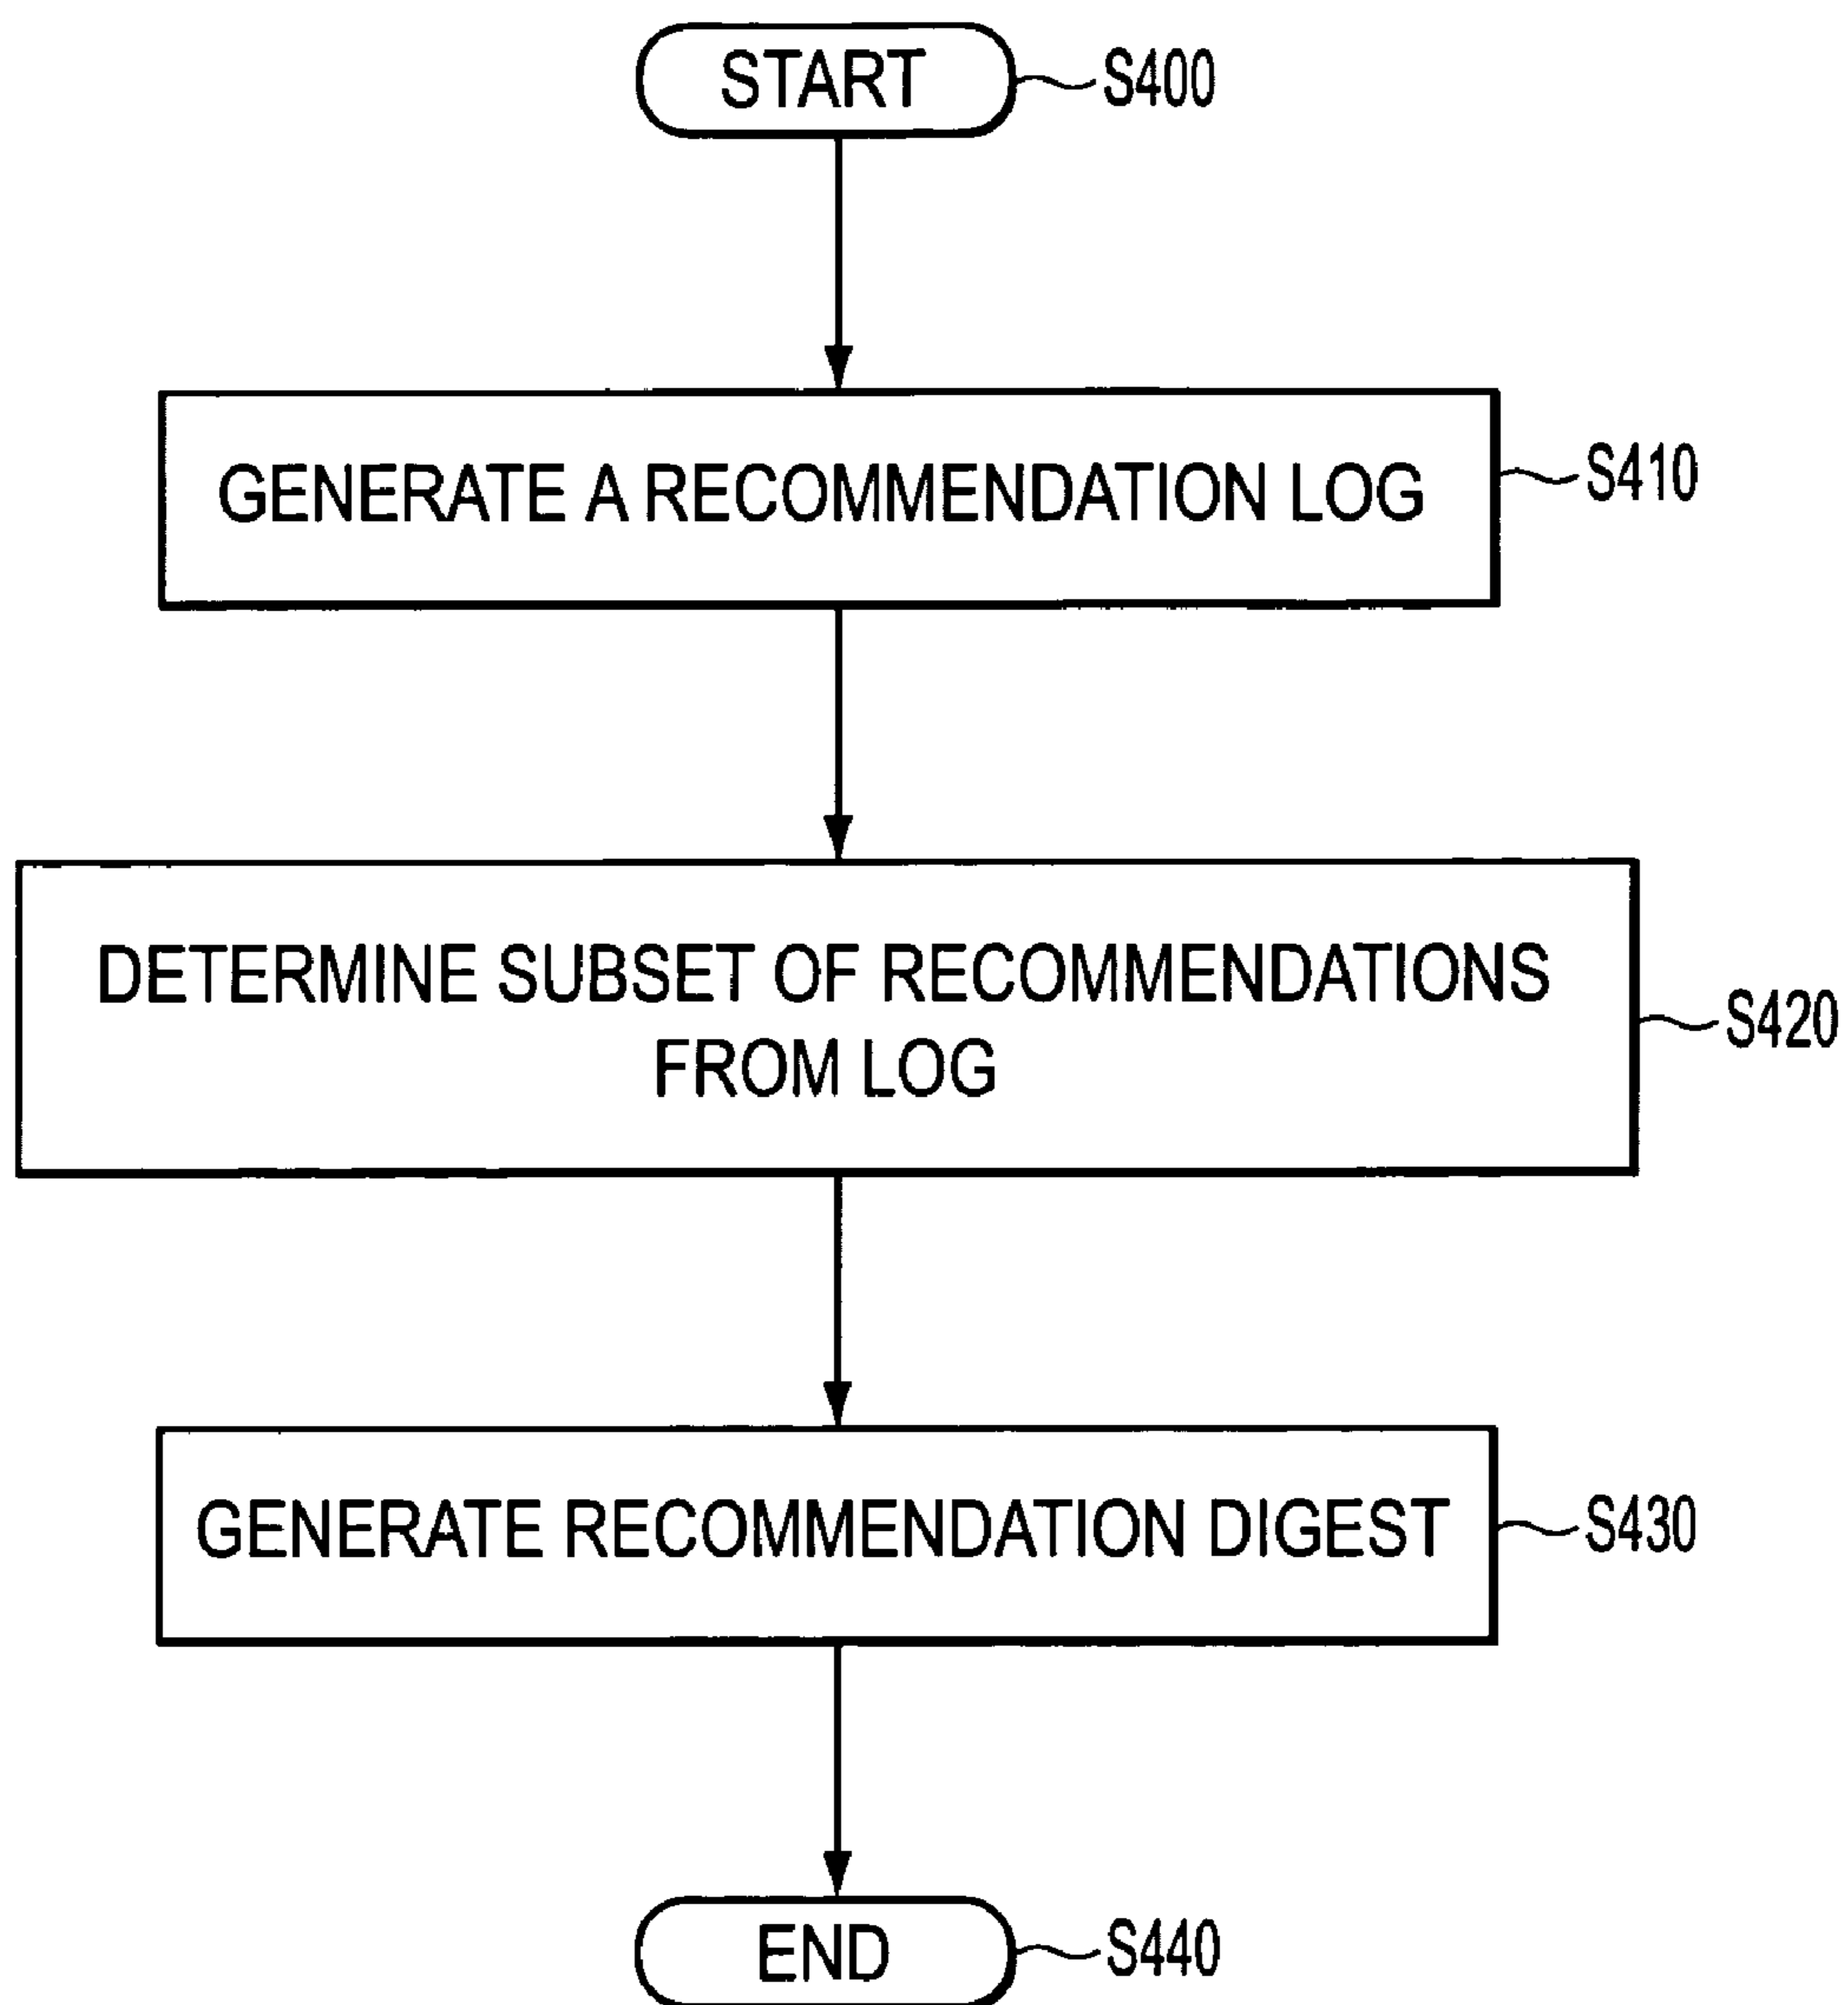 START
S400
GENERATE A RECOMMENDATION LOG
S410
DETERMINE SUBSET OF RECOMMENDATIONS
FROM LOG
S420
GENERATE RECOMMENDATION DIGEST
S430
END
S440